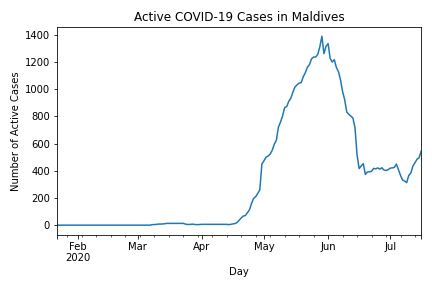 Active COVID-19 Cases in Maldives
Number of Active Cases
1400
1200
1000
800
600
400
200
0
Feb
2020
Mar
Apr
May
Jun
Jul
Day